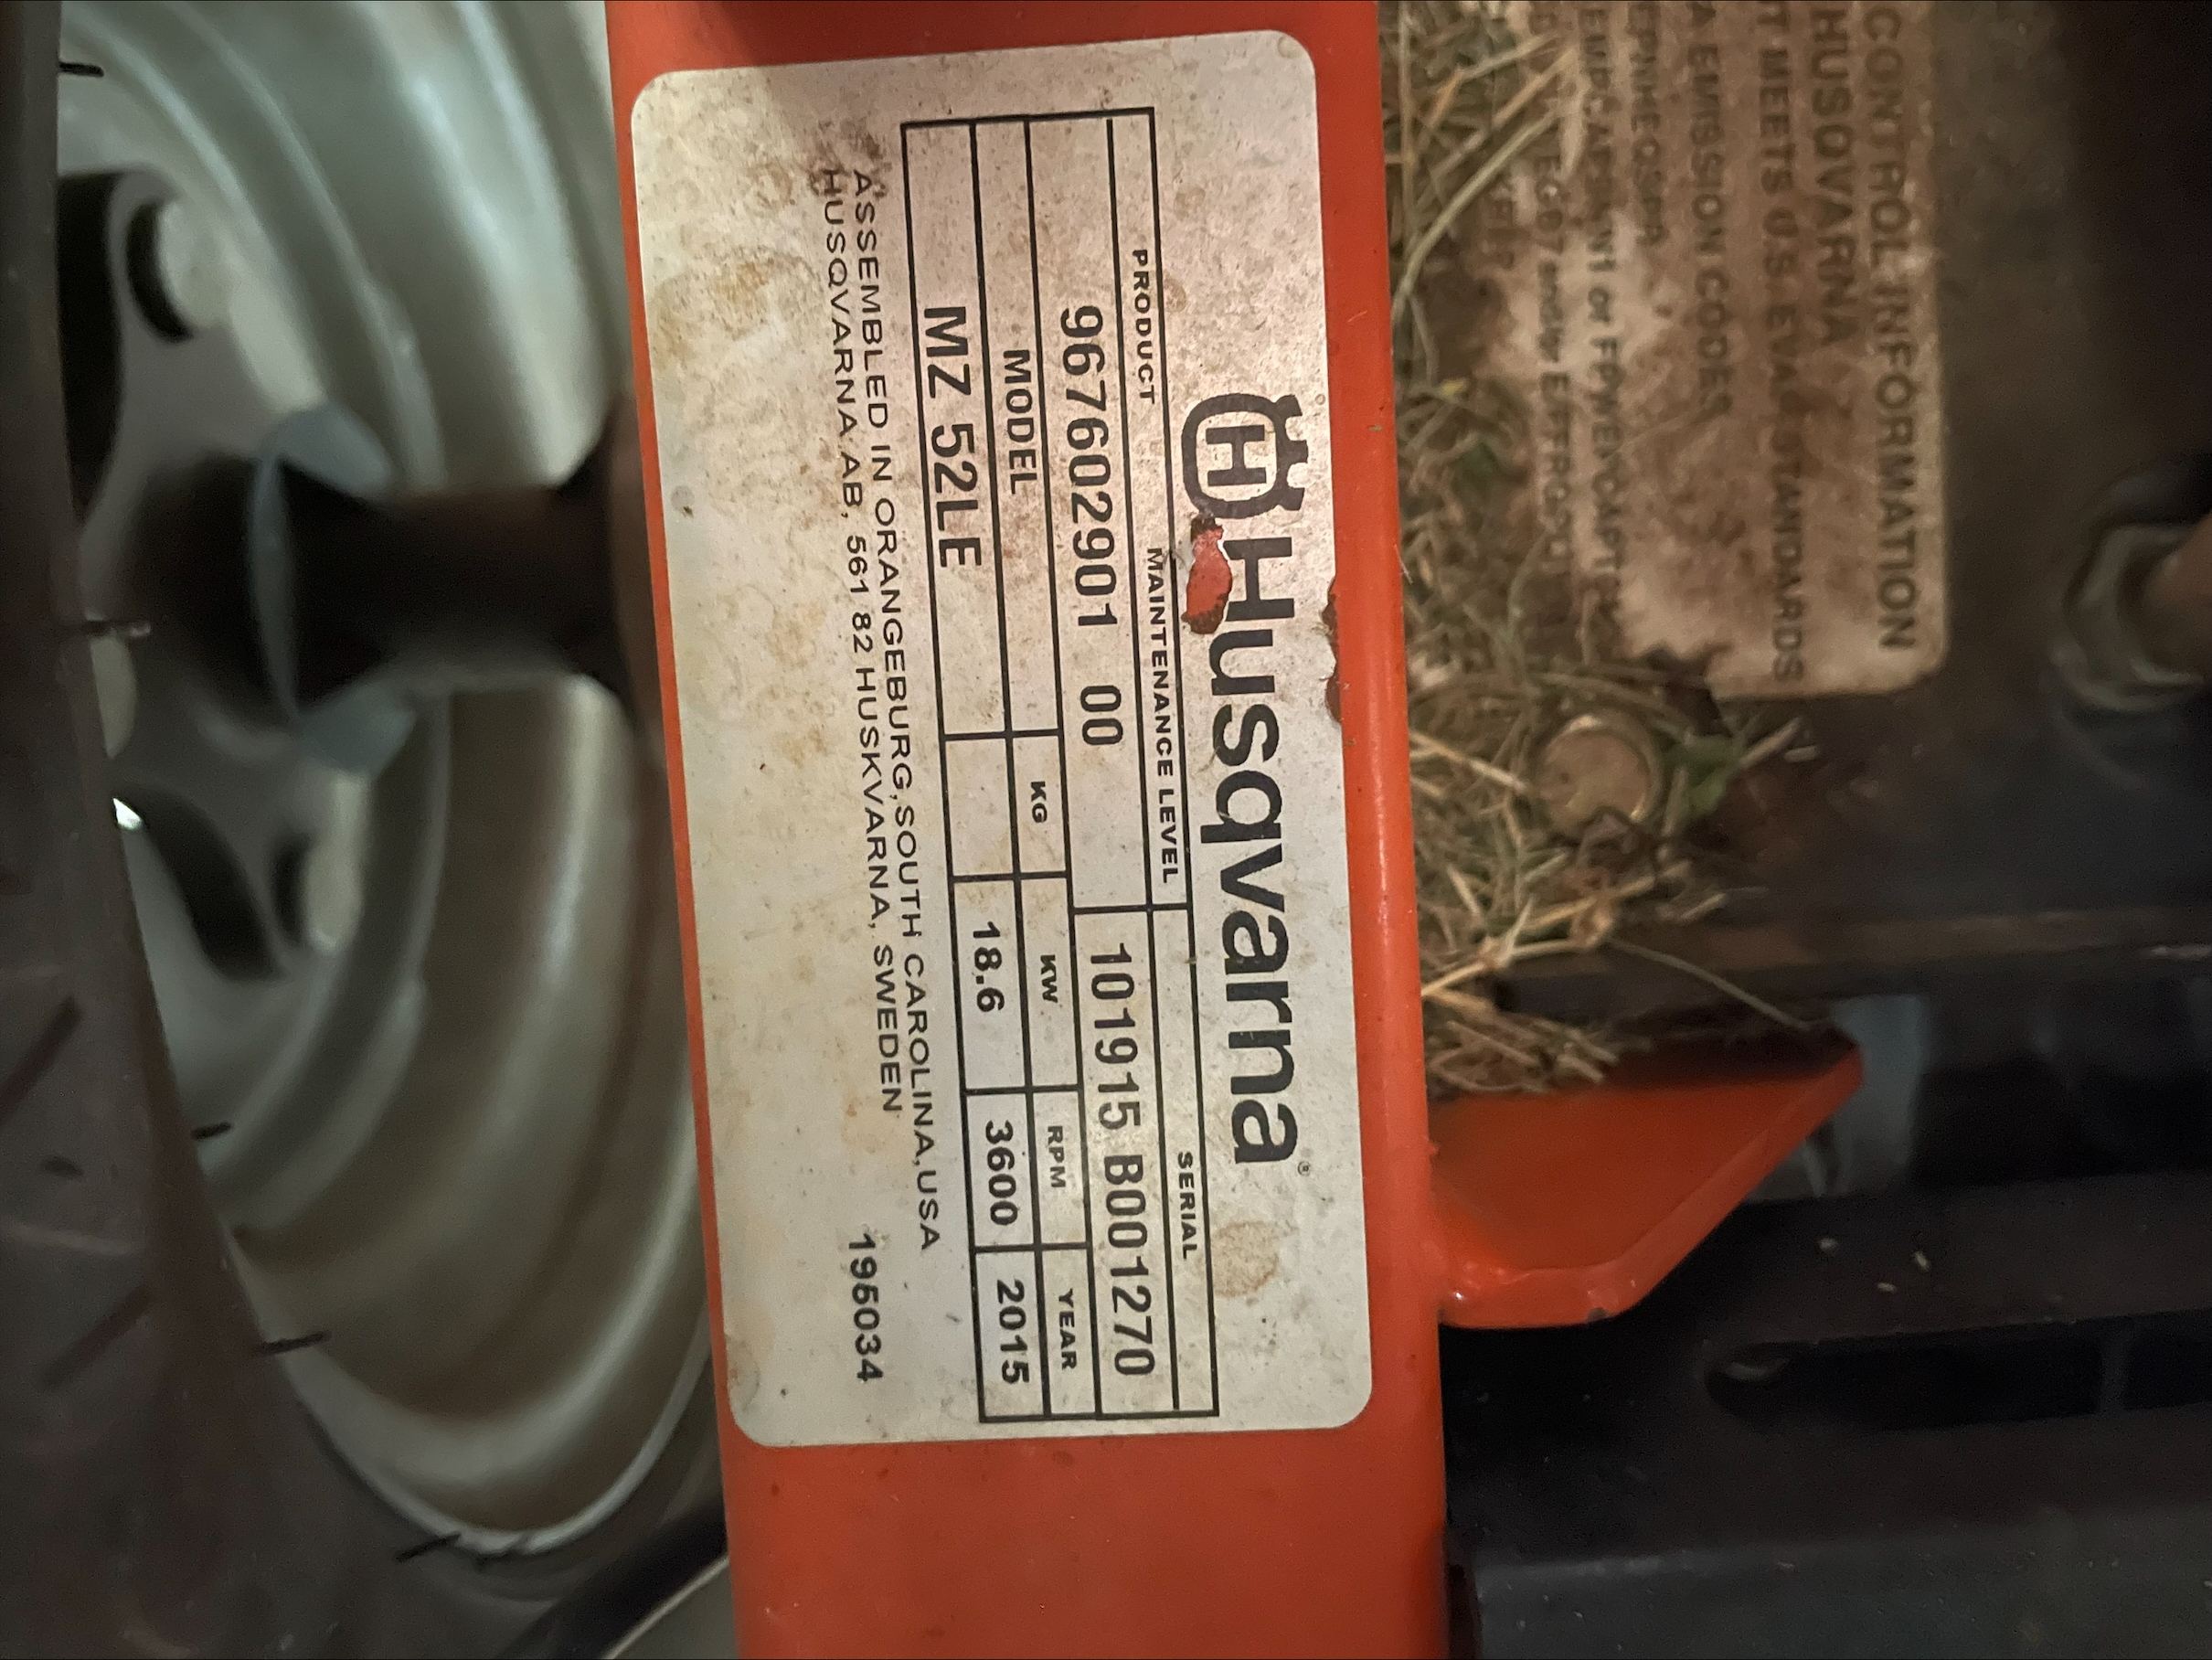 Husqvarna®
PRODUCT MAINTENANCE LEVEL SERIAL
967602901 00 101915 B001270
MODEL KG KW RPM YEAR
MZ 52LE 18.6 3600 2015
ASSEMBLED IN ORANGEBURG,SOUTH CAROLINA,USA
HUSQVARNA AB, 561 82 HUSKVARNA, SWEDEN 195034
CONTROL INFORMATION
HUSQVARNA
MEETS U.S. STANDARDS
EMISSION CODES
or